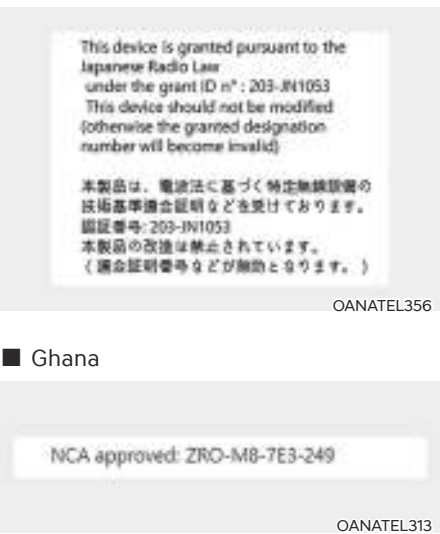 This device is granted pursuant to the
Japanese Radio Law
under the grant ID n° : 203-JN1053
This device should not be modified
(otherwise the granted designation
number will become invalid)
本製品は、電波法に基づく特定無線設備の
技術基準適合証明などを受けております。
認証番号: 203-JN1053
本製品の改造は禁止されています。
(適合証明番号などが無効となります。)
OANATEL356
■ Ghana
NCA approved: ZRO-M8-7E3-249
OANATEL313